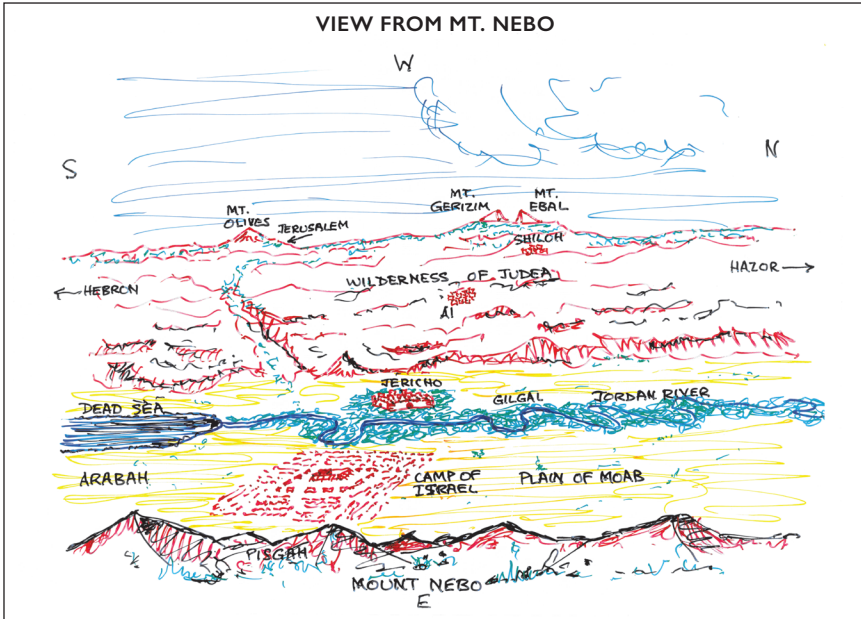 VIEW FROM MT. NEBO
W
S
N
MT.
OLIVES
JERUSALEM
MT.
GERIZIM
MT.
EBAL
SHILOH
←HEBRON
WILDERNESS OF JUDEA
HAZOR→
AI
JERICHO
DEAD SEA
GILGAL
JORDAN RIVER
ARABAH
CAMP OF
ISRAEL
PLAIN OF MOAB
PISGAH
MOUNT NEBO
E